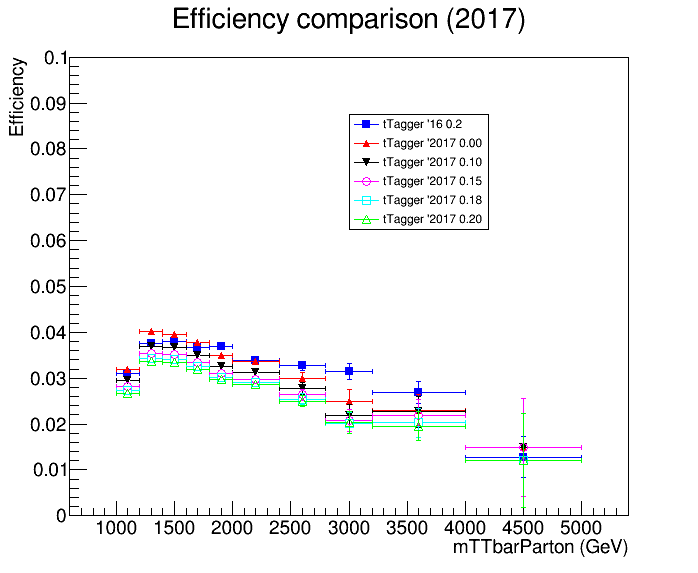 Efficiency comparison (2017)
Efficiency
0.1
0.09
0.08
0.07
0.06
0.05
0.04
0.03
0.02
0.01
0
tTagger '16 0.2
tTagger '2017 0.00
tTagger '2017 0.10
tTagger '2017 0.15
tTagger '2017 0.18
tTagger '2017 0.20
1000 1500 2000 2500 3000 3500 4000 4500 5000
mTTbarParton (GeV)